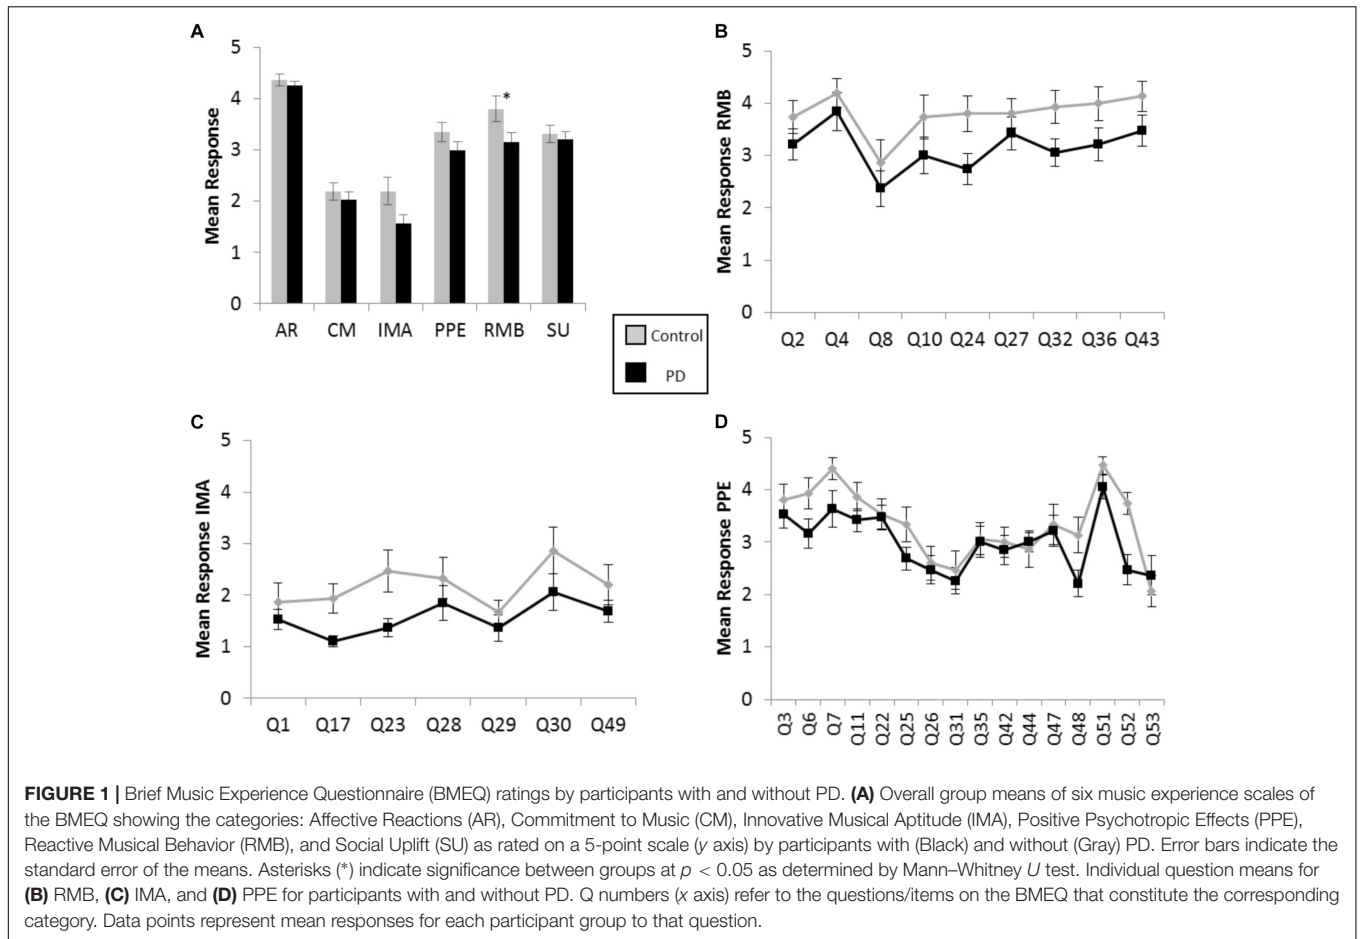 A
5
4
3
2
1
0
Mean Response
*
AR CM IMA PPE RMB SU
Control
PD
B
5
4
3
2
1
0
Mean Response RMB
Q2 Q4 Q8 Q10 Q24 Q27 Q32 Q36 Q43
C
5
4
3
2
1
0
Mean Response IMA
Q1 Q17 Q23 Q28 Q29 Q30 Q49
D
5
4
3
2
1
0
Mean Response PPE
Q3 Q6 Q7 Q11 Q22 Q25 Q26 Q31 Q35 Q42 Q44 Q47 Q48 Q51 Q52 Q53
FIGURE 1 | Brief Music Experience Questionnaire (BMEQ) ratings by participants with and without PD. (A) Overall group means of six music experience scales of
the BMEQ showing the categories: Affective Reactions (AR), Commitment to Music (CM), Innovative Musical Aptitude (IMA), Positive Psychotropic Effects (PPE),
Reactive Musical Behavior (RMB), and Social Uplift (SU) as rated on a 5-point scale (y axis) by participants with (Black) and without (Gray) PD. Error bars indicate the
standard error of the means. Asterisks (*) indicate significance between groups at p < 0.05 as determined by Mann–Whitney U test. Individual question means for
(B) RMB, (C) IMA, and (D) PPE for participants with and without PD. Q numbers (x axis) refer to the questions/items on the BMEQ that constitute the corresponding
category. Data points represent mean responses for each participant group to that question.